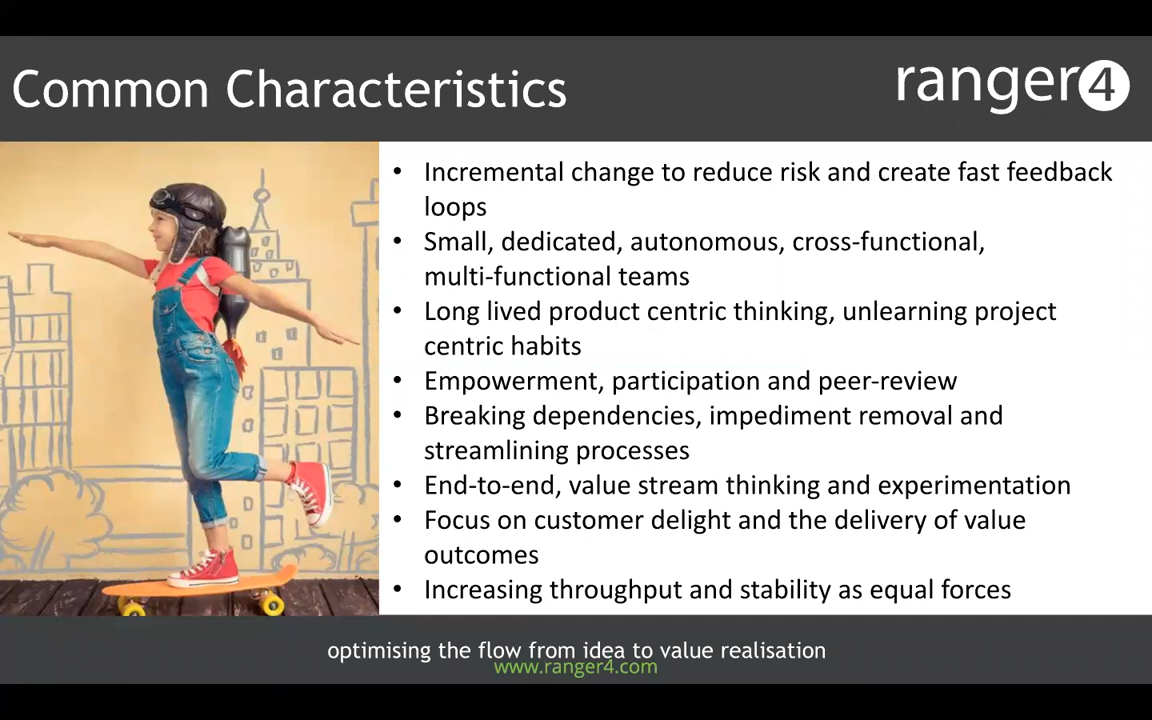 Common Characteristics
ranger4
• Incremental change to reduce risk and create fast feedback
loops
• Small, dedicated, autonomous, cross-functional,
multi-functional teams
• Long lived product centric thinking, unlearning project
centric habits
• Empowerment, participation and peer-review
• Breaking dependencies, impediment removal and
streamlining processes
• End-to-end, value stream thinking and experimentation
• Focus on customer delight and the delivery of value
outcomes
• Increasing throughput and stability as equal forces
optimising the flow from idea to value realisation
www.ranger4.com